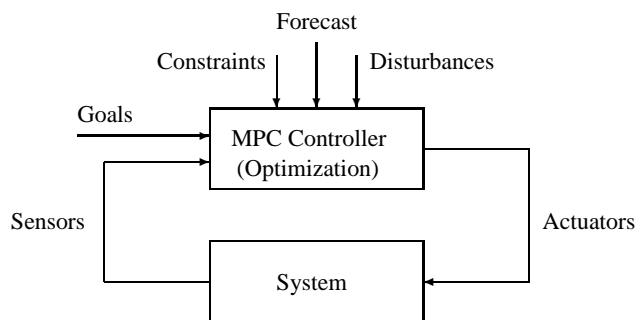 Forecast
Constraints
Disturbances
Goals
MPC Controller
(Optimization)
Sensors
Actuators
System